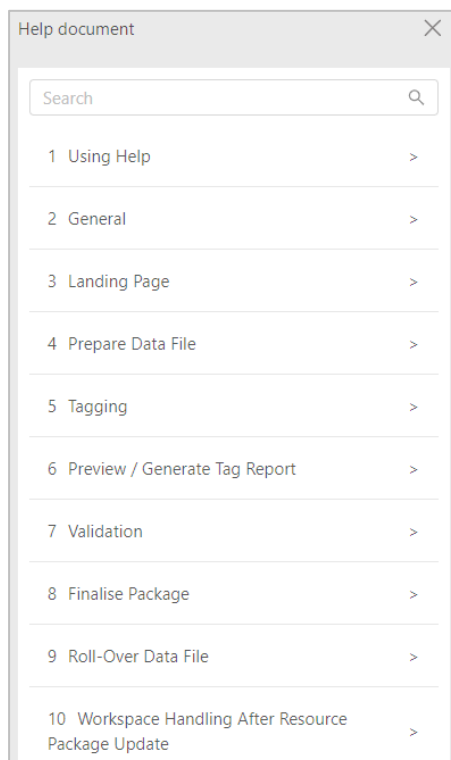 Help document
Search
1 Using Help >
2 General >
3 Landing Page >
4 Prepare Data File >
5 Tagging >
6 Preview / Generate Tag Report >
7 Validation >
8 Finalise Package >
9 Roll-Over Data File >
10 Workspace Handling After Resource
Package Update >